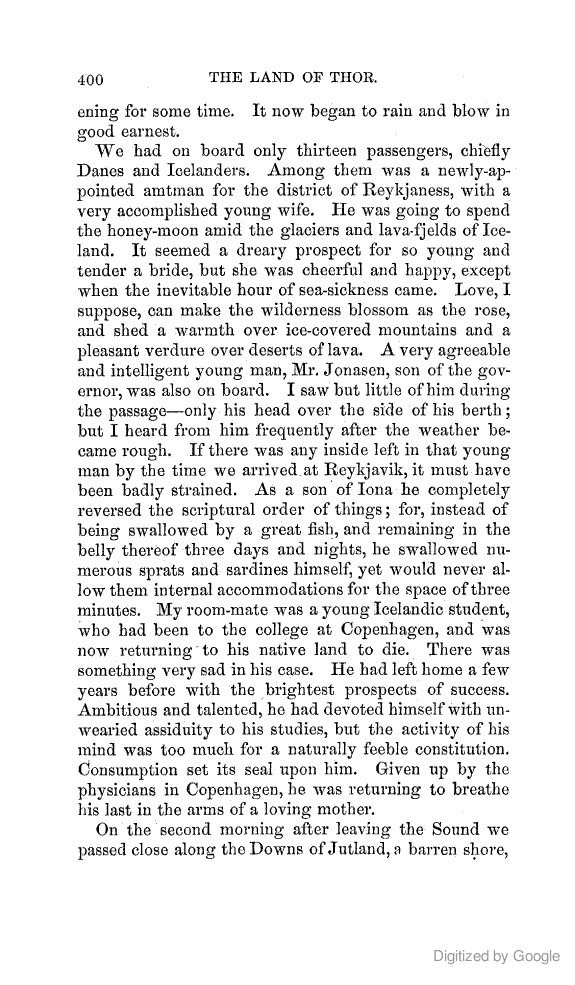 400 THE LAND OF THOR.
ening for some time. It now began to rain and blow in
good earnest.
We had on board only thirteen passengers, chiefly
Danes and Icelanders. Among them was a newly-ap-
pointed amtman for the district of Reykjaness, with a
very accomplished young wife. He was going to spend
the honey-moon amid the glaciers and lava-fjelds of Ice-
land. It seemed a dreary prospect for so young and
tender a bride, but she was cheerful and happy, except
when the inevitable hour of sea-sickness came. Love, I
suppose, can make the wilderness blossom as the rose,
and shed a warmth over ice-covered mountains and a
pleasant verdure over deserts of lava. A very agreeable
and intelligent young man, Mr. Jonasen, son of the gov-
ernor, was also on board. I saw but little of him during
the passage—only his head over the side of his berth;
but I heard from him frequently after the weather be-
came rough. If there was any inside left in that young
man by the time we arrived at Reykjavik, it must have
been badly strained. As a son of Iona he completely
reversed the scriptural order of things; for, instead of
being swallowed by a great fish, and remaining in the
belly thereof three days and nights, he swallowed nu-
merous sprats and sardines himself, yet would never al-
low them internal accommodations for the space of three
minutes. My room-mate was a young Icelandic student,
who had been to the college at Copenhagen, and was
now returning to his native land to die. There was
something very sad in his case. He had left home a few
years before with the brightest prospects of success.
Ambitious and talented, he had devoted himself with un-
wearied assiduity to his studies, but the activity of his
mind was too much for a naturally feeble constitution.
Consumption set its seal upon him. Given up by the
physicians in Copenhagen, he was returning to breathe
his last in the arms of a loving mother.
On the second morning after leaving the Sound we
passed close along the Downs of Jutland, a barren shore,
Digitized by Google